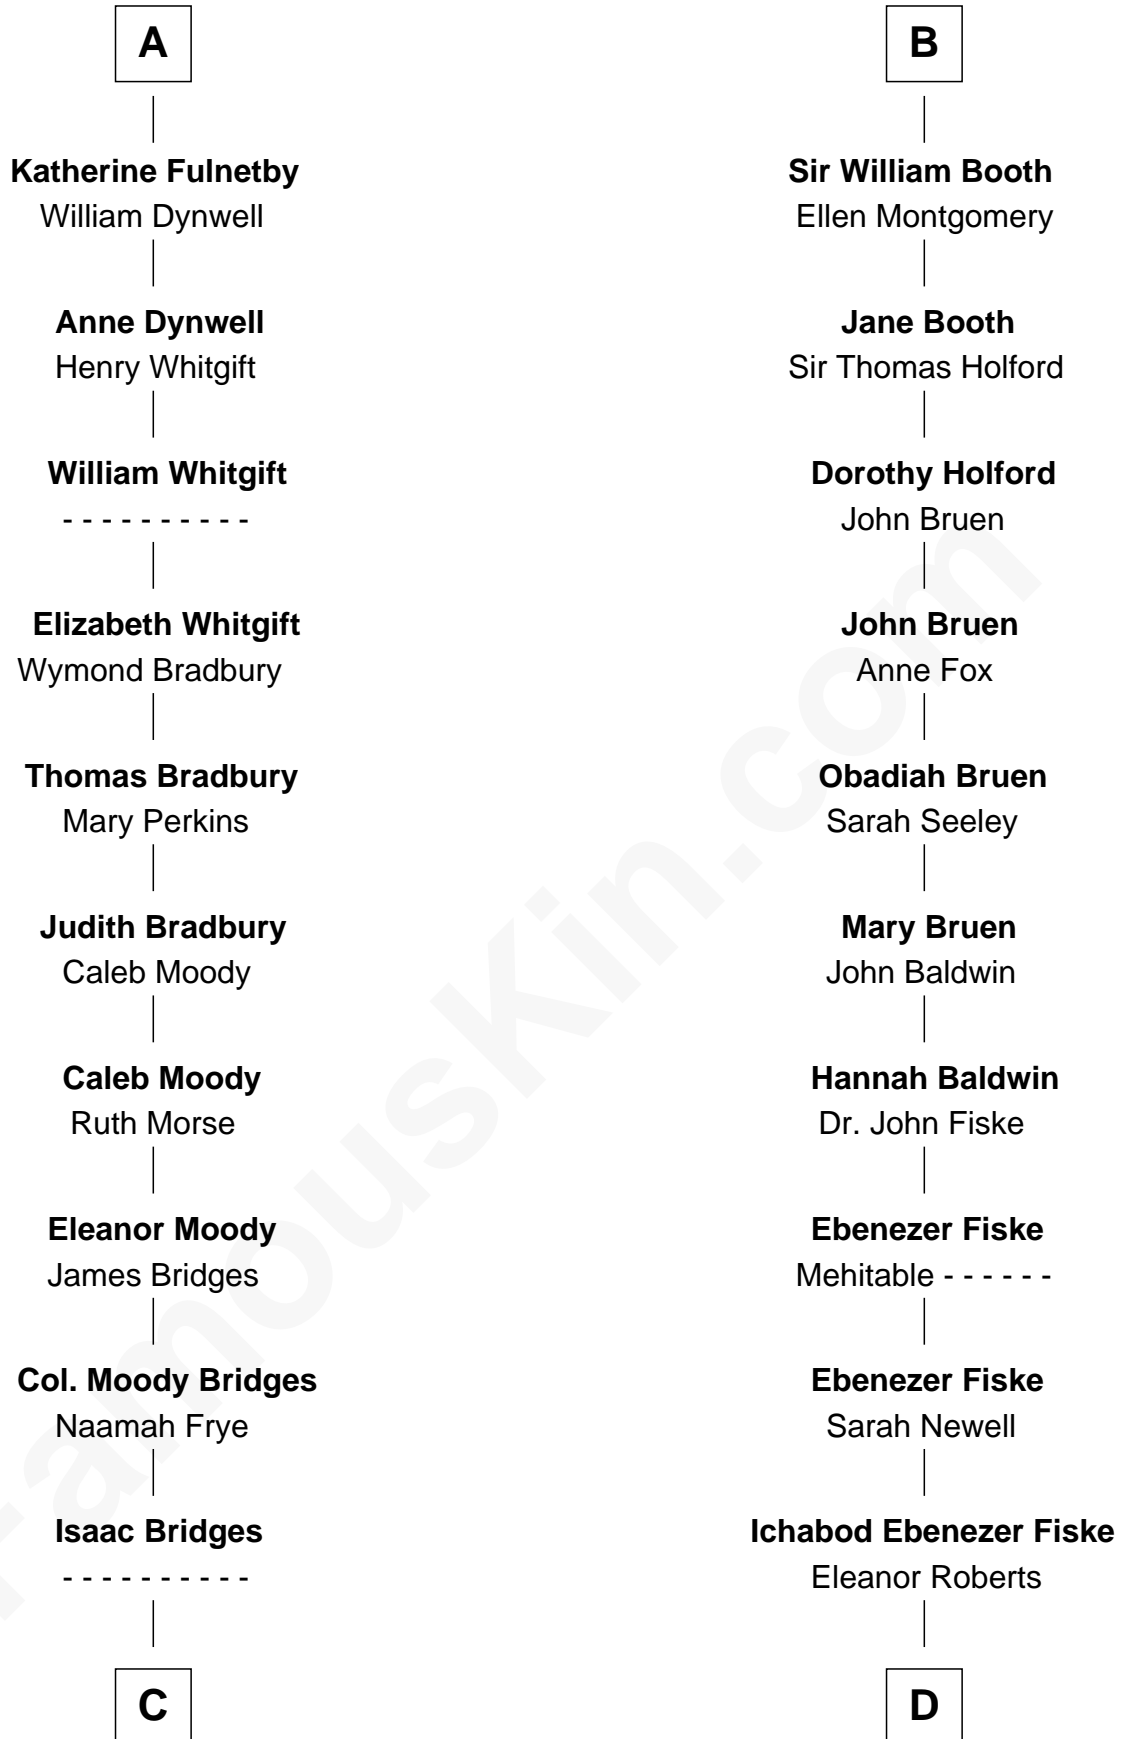 A
Katherine Fulnetby
William Dynwell
Anne Dynwell
Henry Whitgift
William Whitgift
- - - - - - - - - -
Elizabeth Whitgift
Wymond Bradbury
Thomas Bradbury
Mary Perkins
Judith Bradbury
Caleb Moody
Caleb Moody
Ruth Morse
Eleanor Moody
James Bridges
Col. Moody Bridges
Naamah Frye
Isaac Bridges
- - - - - - - - - -
C
B
Sir William Booth
Ellen Montgomery
Jane Booth
Sir Thomas Holford
Dorothy Holford
John Bruen
John Bruen
Anne Fox
Obadiah Bruen
Sarah Seeley
Mary Bruen
John Baldwin
Hannah Baldwin
Dr. John Fiske
Ebenezer Fiske
Mehitable - - - - - -
Ebenezer Fiske
Sarah Newell
Ichabod Ebenezer Fiske
Eleanor Roberts
D
FamousKin.com